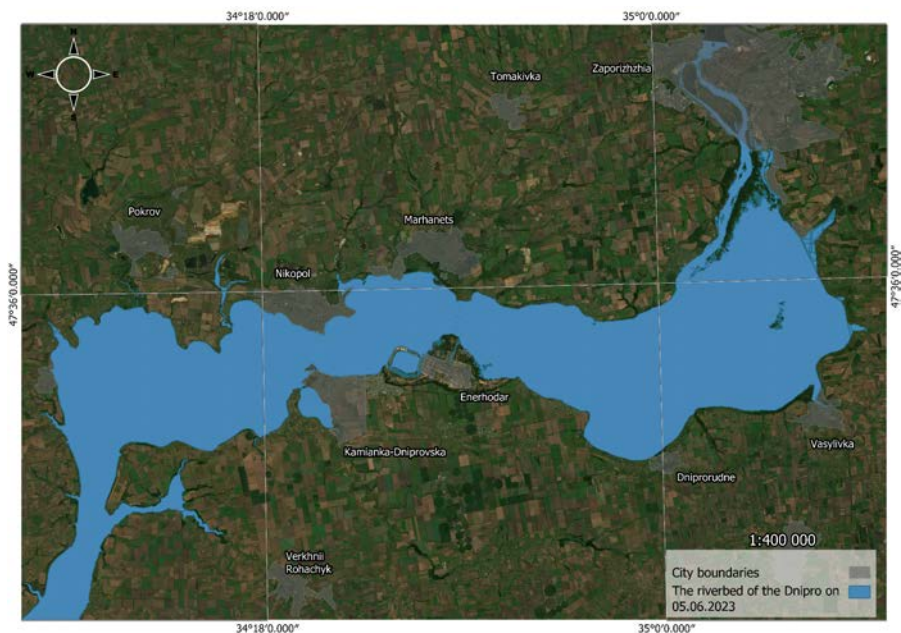 34°18'0.000"
35°0'0.000"
N
W
E
S
Tomakivka
Zaporizhzhia
Pokrov
Marhanets
Nikopol
47°36'0.000"
47°36'0.000"
Enerhodar
Kamianka-Dniprovska
Vasylivka
Dniprorudne
1:400 000
Verkhnii
Rohachyk
City boundaries
The riverbed of the Dnipro on
05.06.2023
34°18'0.000"
35°0'0.000"